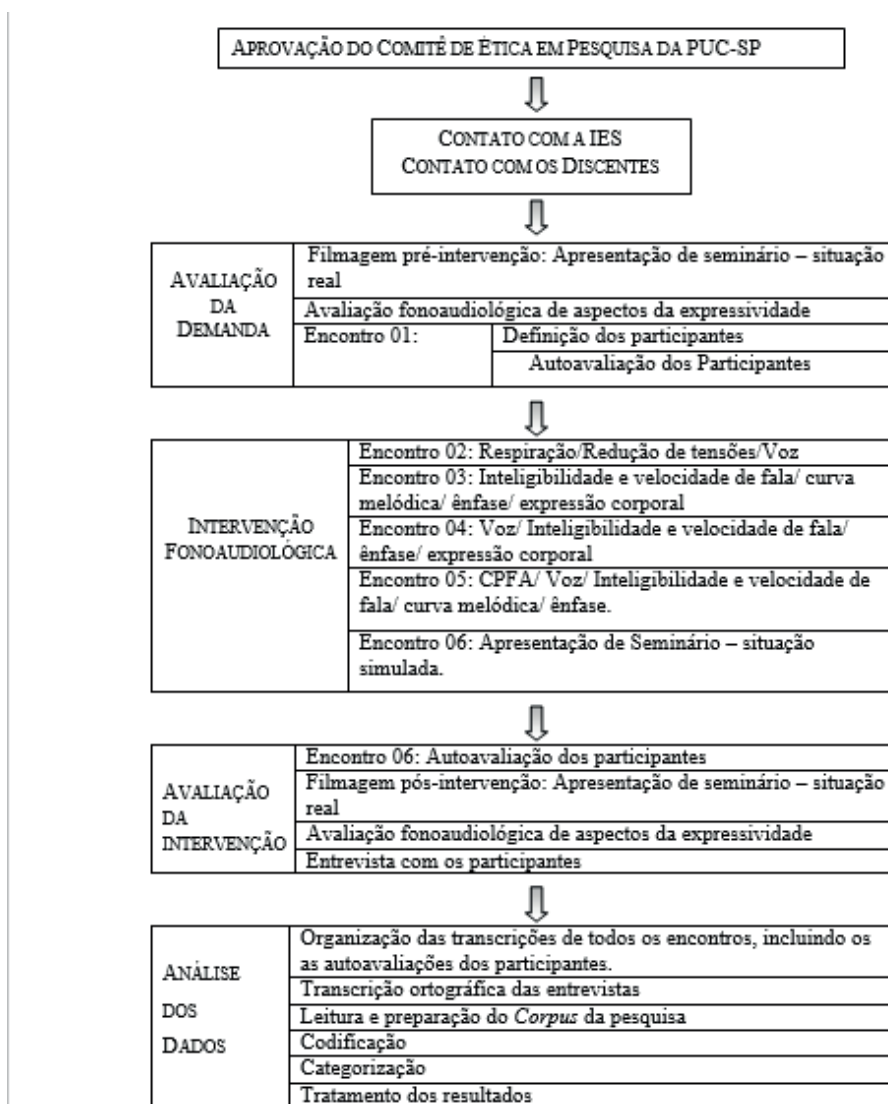 APROVAÇÃO DO COMITÊ DE ÉTICA EM PESQUISA DA PUC-SP
CONTATO COM A IES
CONTATO COM OS DISCENTES
AVALIAÇÃO
DA
DEMANDA
Filmagem pré-intervenção: Apresentação de seminário – situação
real
Avaliação fonoaudiológica de aspectos da expressividade
Encontro 01:
Definição dos participantes
Autoavaliação dos Participantes
INTERVENÇÃO
FONOAUDIOLÓGICA
Encontro 02: Respiração/Redução de tensões/Voz
Encontro 03: Inteligibilidade e velocidade de fala/ curva
melódica/ ênfase/ expressão corporal
Encontro 04: Voz/ Inteligibilidade e velocidade de fala/
ênfase/ expressão corporal
Encontro 05: CPFA/ Voz/ Inteligibilidade e velocidade de
fala/ curva melódica/ ênfase.
Encontro 06: Apresentação de Seminário – situação
simulada.
AVALIAÇÃO
DA
INTERVENÇÃO
Encontro 06: Autoavaliação dos participantes
Filmagem pós-intervenção: Apresentação de seminário – situação
real
Avaliação fonoaudiológica de aspectos da expressividade
Entrevista com os participantes
ANÁLISE
DOS
DADOS
Organização das transcrições de todos os encontros, incluindo os
as autoavaliações dos participantes.
Transcrição ortográfica das entrevistas
Leitura e preparação do Corpus da pesquisa
Codificação
Categorização
Tratamento dos resultados